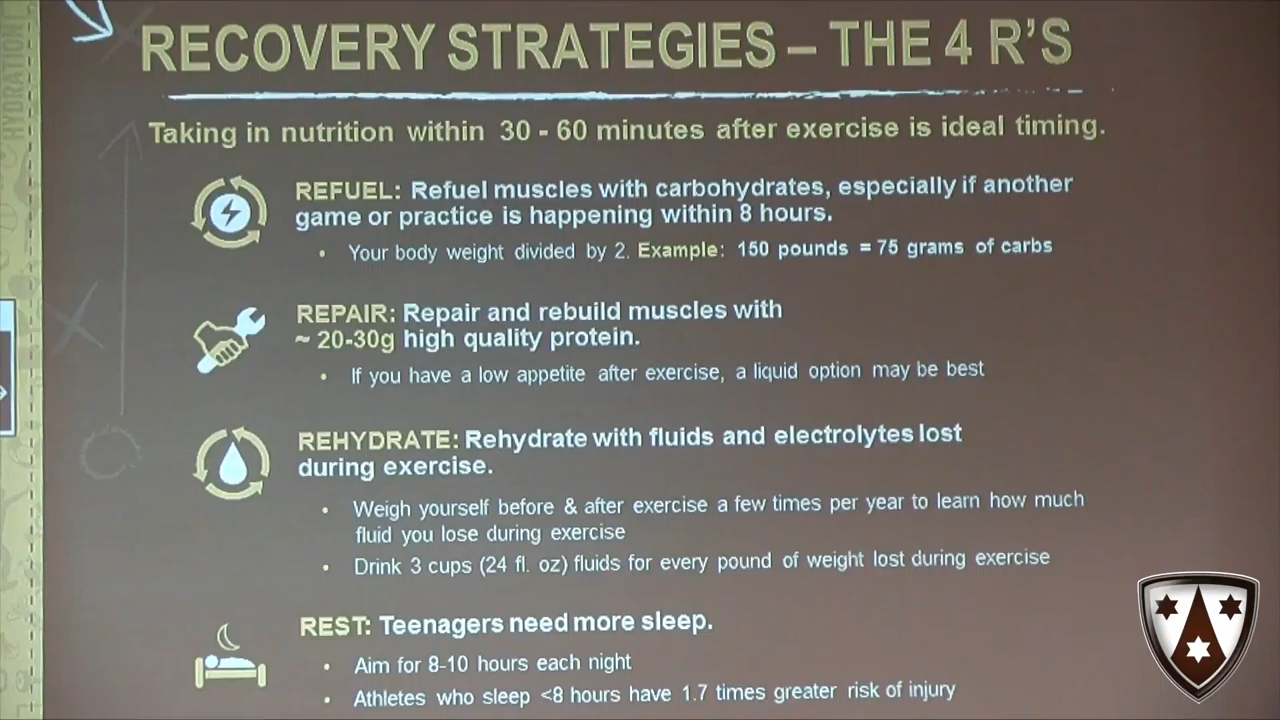 RECOVERY STRATEGIES – THE 4 R'S
HYDRATION
Taking in nutrition within 30 - 60 minutes after exercise is ideal timing.
REFUEL: Refuel muscles with carbohydrates, especially if another
game or practice is happening within 8 hours.
• Your body weight divided by 2. Example: 150 pounds = 75 grams of carbs
REPAIR: Repair and rebuild muscles with
~ 20-30g high quality protein.
• If you have a low appetite after exercise, a liquid option may be best
REHYDRATE: Rehydrate with fluids and electrolytes lost
during exercise.
• Weigh yourself before & after exercise a few times per year to learn how much
fluid you lose during exercise
• Drink 3 cups (24 fl. oz) fluids for every pound of weight lost during exercise
REST: Teenagers need more sleep.
• Aim for 8-10 hours each night
• Athletes who sleep <8 hours have 1.7 times greater risk of injury